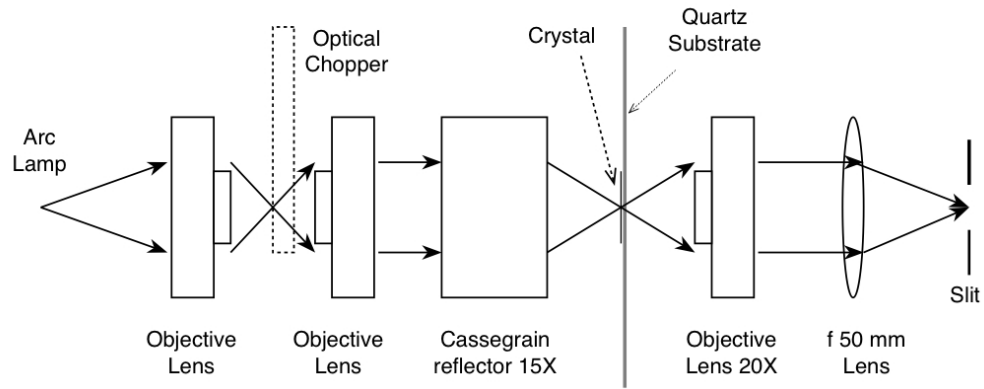 Arc
Lamp
Optical
Chopper
Crystal
Quartz
Substrate
Objective
Lens
Objective
Lens
Cassegrain
reflector 15X
Objective
Lens 20X
f 50 mm
Lens
Slit